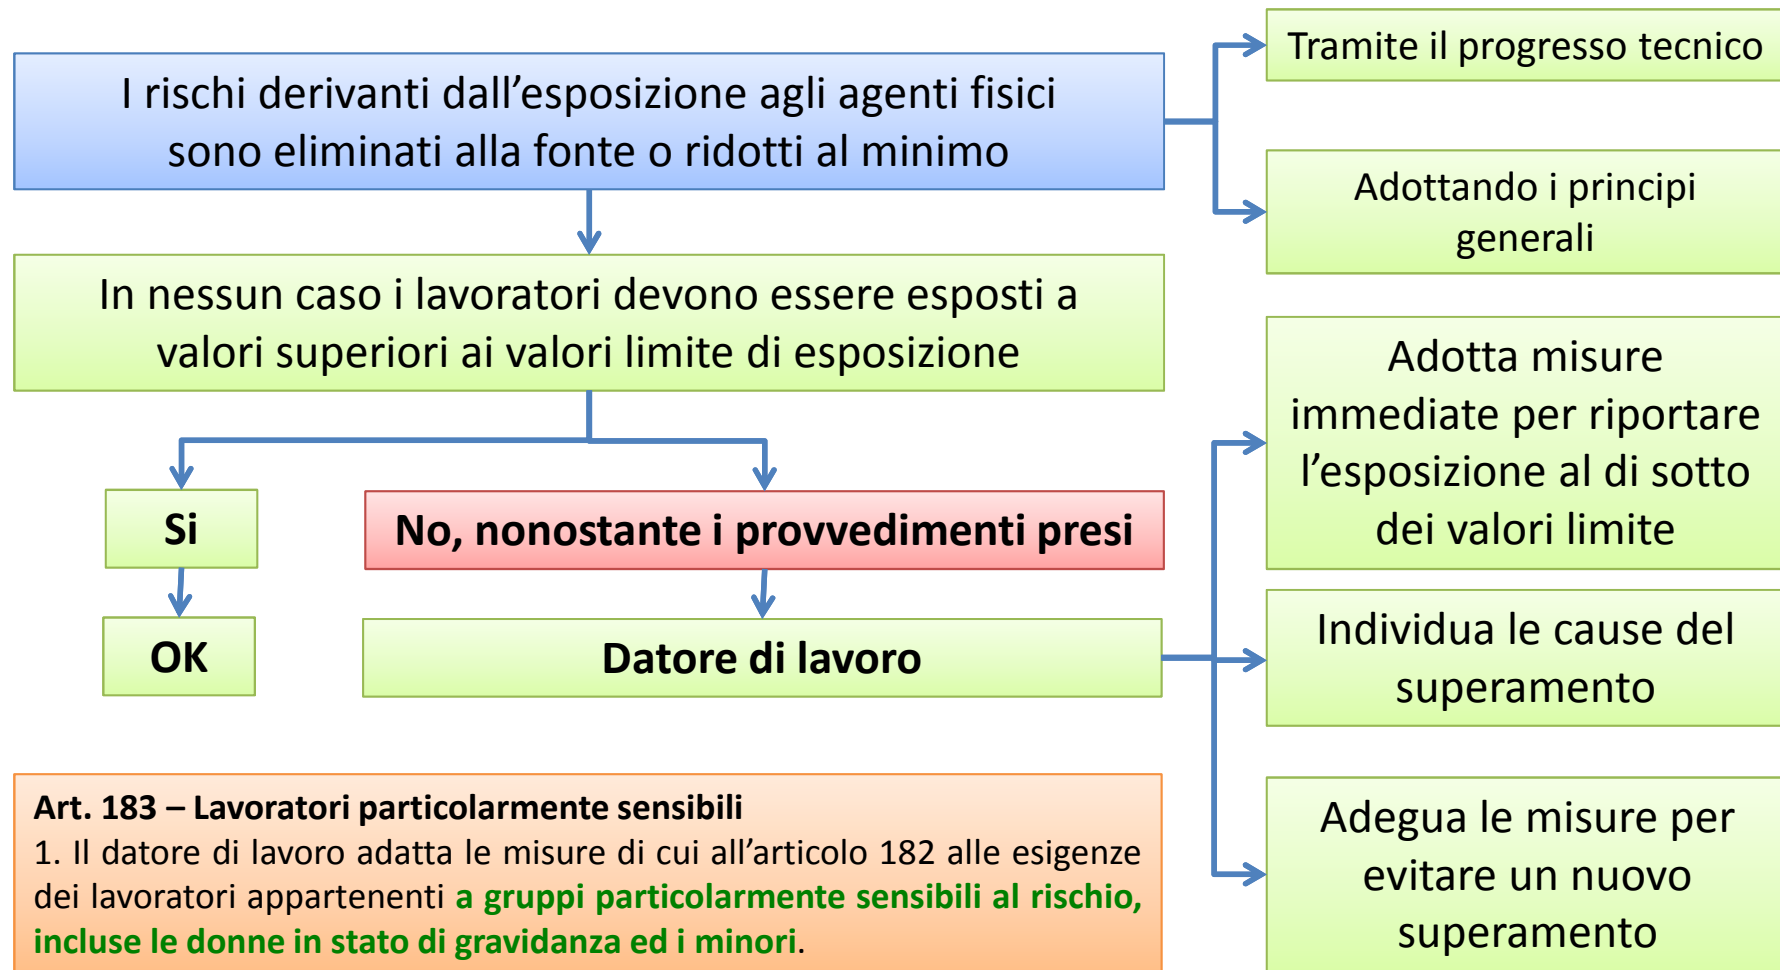 I rischi derivanti dall’esposizione agli agenti fisici
sono eliminati alla fonte o ridotti al minimo
Tramite il progresso tecnico
Adottando i principi
generali
In nessun caso i lavoratori devono essere esposti a
valori superiori ai valori limite di esposizione
Si
No, nonostante i provvedimenti presi
OK
Datore di lavoro
Adotta misure
immediate per riportare
l’esposizione al di sotto
dei valori limite
Individua le cause del
superamento
Adegua le misure per
evitare un nuovo
superamento
Art. 183 – Lavoratori particolarmente sensibili
1. Il datore di lavoro adatta le misure di cui all’articolo 182 alle esigenze
dei lavoratori appartenenti a gruppi particolarmente sensibili al rischio,
incluse le donne in stato di gravidanza ed i minori.